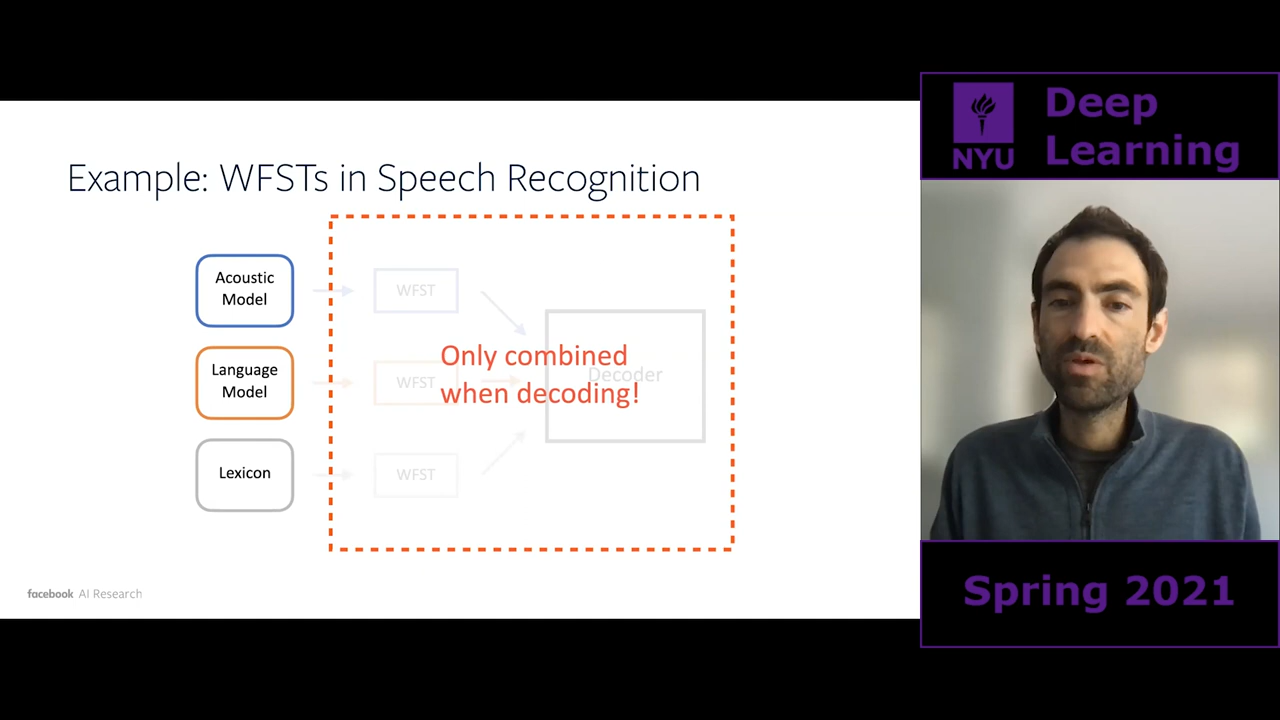 Example: WFSTs in Speech Recognition
Acoustic
Model
WFST
Language
Model
WFST
Only combined
when decoding!
Decoder
Lexicon
WFST
facebook AI Research
NYU
Deep
Learning
Spring 2021